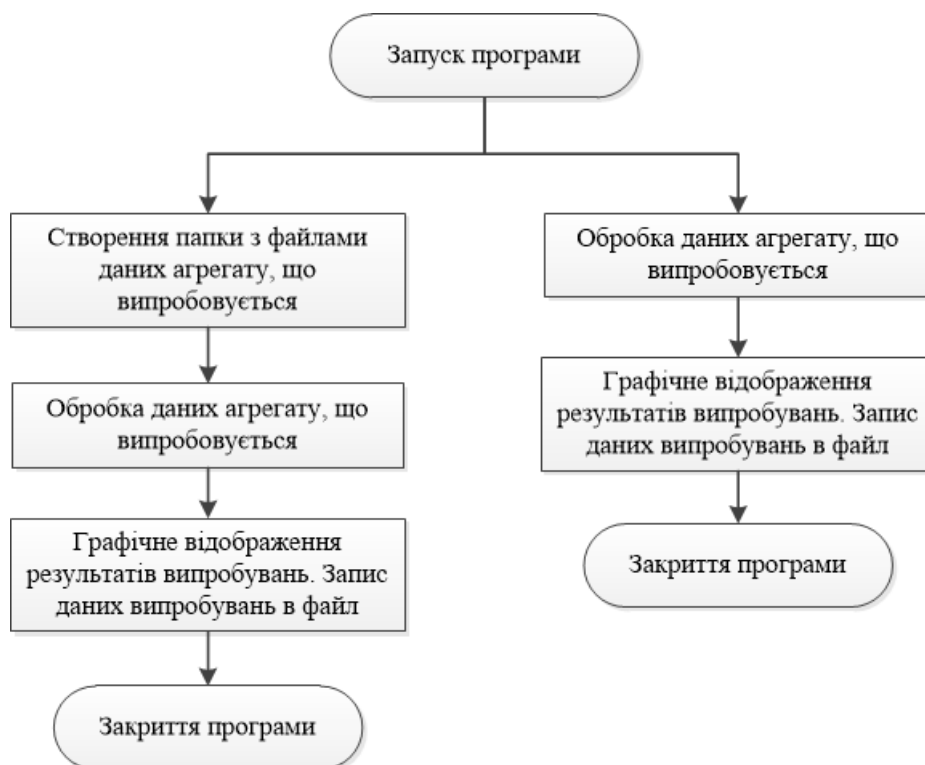 Запуск програми
Створення папки з файлами
даних агрегату, що
випробовується
Обробка даних агрегату, що
випробовується
Графічне відображення
результатів випробувань. Запис
даних випробувань в файл
Закриття програми
Обробка даних агрегату, що
випробовується
Графічне відображення
результатів випробувань. Запис
даних випробувань в файл
Закриття програми